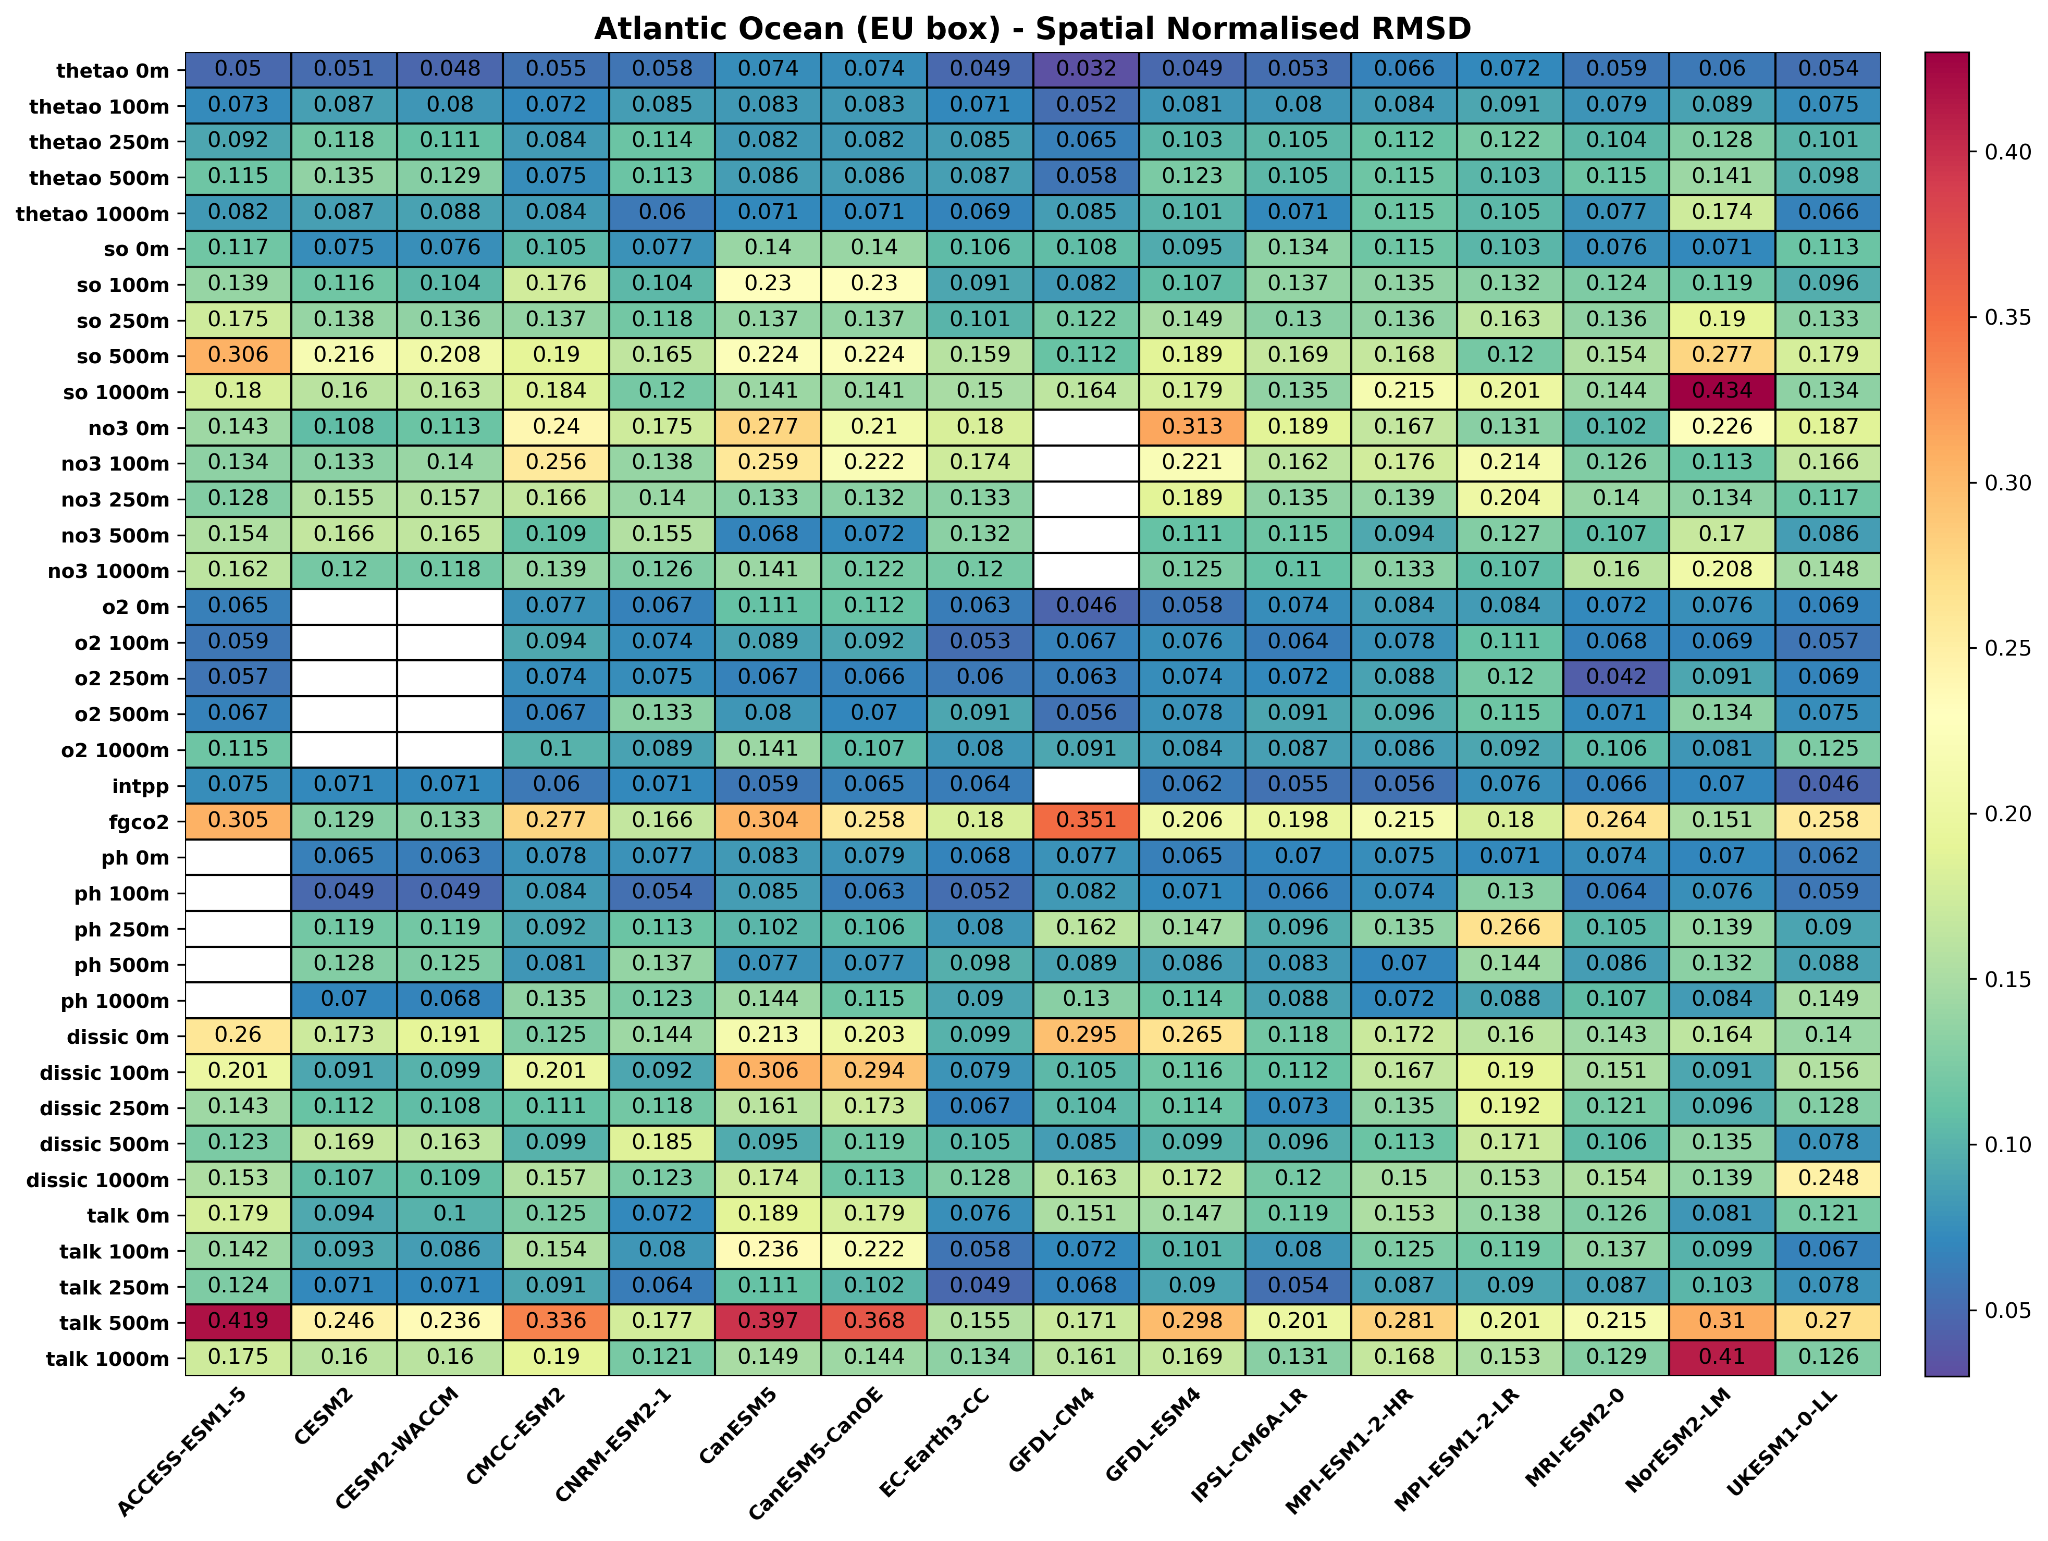 Atlantic Ocean (EU box) - Spatial Normalised RMSD
thetao 0m 0.05 0.051 0.048 0.055 0.058 0.074 0.074 0.049 0.032 0.049 0.053 0.066 0.072 0.059 0.06 0.054
thetao 100m 0.073 0.087 0.08 0.072 0.085 0.083 0.083 0.071 0.052 0.081 0.08 0.084 0.091 0.079 0.089 0.075
thetao 250m 0.092 0.118 0.111 0.084 0.114 0.082 0.082 0.085 0.065 0.103 0.105 0.112 0.122 0.104 0.128 0.101
thetao 500m 0.115 0.135 0.129 0.075 0.113 0.086 0.086 0.087 0.058 0.123 0.105 0.115 0.103 0.115 0.141 0.098
thetao 1000m 0.082 0.087 0.088 0.084 0.06 0.071 0.071 0.069 0.085 0.101 0.071 0.115 0.105 0.077 0.174 0.066
so 0m 0.117 0.075 0.076 0.105 0.077 0.14 0.14 0.106 0.108 0.095 0.134 0.115 0.103 0.076 0.071 0.113
so 100m 0.139 0.116 0.104 0.176 0.104 0.23 0.23 0.091 0.082 0.107 0.137 0.135 0.132 0.124 0.119 0.096
so 250m 0.175 0.138 0.136 0.137 0.118 0.137 0.137 0.101 0.122 0.149 0.13 0.136 0.163 0.136 0.19 0.133
so 500m 0.306 0.216 0.208 0.19 0.165 0.224 0.224 0.159 0.112 0.189 0.169 0.168 0.12 0.154 0.277 0.179
so 1000m 0.18 0.16 0.163 0.184 0.12 0.141 0.141 0.15 0.164 0.179 0.135 0.215 0.201 0.144 0.434 0.134
no3 0m 0.143 0.108 0.113 0.24 0.175 0.277 0.21 0.18 0.313 0.189 0.167 0.131 0.102 0.226 0.187
no3 100m 0.134 0.133 0.14 0.256 0.138 0.259 0.222 0.174 0.221 0.162 0.176 0.214 0.126 0.113 0.166
no3 250m 0.128 0.155 0.157 0.166 0.14 0.133 0.132 0.133 0.189 0.135 0.139 0.204 0.14 0.134 0.117
no3 500m 0.154 0.166 0.165 0.109 0.155 0.068 0.072 0.132 0.111 0.115 0.094 0.127 0.107 0.17 0.086
no3 1000m 0.162 0.12 0.118 0.139 0.126 0.141 0.122 0.12 0.125 0.11 0.133 0.107 0.16 0.208 0.148
o2 0m 0.065 0.077 0.067 0.111 0.112 0.063 0.046 0.058 0.074 0.084 0.084 0.072 0.076 0.069
o2 100m 0.059 0.094 0.074 0.089 0.092 0.053 0.067 0.076 0.064 0.078 0.111 0.068 0.069 0.057
o2 250m 0.057 0.074 0.075 0.067 0.066 0.06 0.063 0.074 0.072 0.088 0.12 0.042 0.091 0.069
o2 500m 0.067 0.067 0.133 0.08 0.07 0.091 0.056 0.078 0.091 0.096 0.115 0.071 0.134 0.075
o2 1000m 0.115 0.1 0.089 0.141 0.107 0.08 0.091 0.084 0.087 0.086 0.092 0.106 0.081 0.125
intpp 0.075 0.071 0.071 0.06 0.071 0.059 0.065 0.064 0.062 0.055 0.056 0.076 0.066 0.07 0.046
fgco2 0.305 0.129 0.133 0.277 0.166 0.304 0.258 0.18 0.351 0.206 0.198 0.215 0.18 0.264 0.151 0.258
ph 0m 0.065 0.063 0.078 0.077 0.083 0.079 0.068 0.077 0.065 0.07 0.075 0.071 0.074 0.07 0.062
ph 100m 0.049 0.049 0.084 0.054 0.085 0.063 0.052 0.082 0.071 0.066 0.074 0.13 0.064 0.076 0.059
ph 250m 0.119 0.119 0.092 0.113 0.102 0.106 0.08 0.162 0.147 0.096 0.135 0.266 0.105 0.139 0.09
ph 500m 0.128 0.125 0.081 0.137 0.077 0.077 0.098 0.089 0.086 0.083 0.07 0.144 0.086 0.132 0.088
ph 1000m 0.07 0.068 0.135 0.123 0.144 0.115 0.09 0.13 0.114 0.088 0.072 0.088 0.107 0.084 0.149
dissic 0m 0.26 0.173 0.191 0.125 0.144 0.213 0.203 0.099 0.295 0.265 0.118 0.172 0.16 0.143 0.164 0.14
dissic 100m 0.201 0.091 0.099 0.201 0.092 0.306 0.294 0.079 0.105 0.116 0.112 0.167 0.19 0.151 0.091 0.156
dissic 250m 0.143 0.112 0.108 0.111 0.118 0.161 0.173 0.067 0.104 0.114 0.073 0.135 0.192 0.121 0.096 0.128
dissic 500m 0.123 0.169 0.163 0.099 0.185 0.095 0.119 0.105 0.085 0.099 0.096 0.113 0.171 0.106 0.135 0.078
dissic 1000m 0.153 0.107 0.109 0.157 0.123 0.174 0.113 0.128 0.163 0.172 0.12 0.15 0.153 0.154 0.139 0.248
talk 0m 0.179 0.094 0.1 0.125 0.072 0.189 0.179 0.076 0.151 0.147 0.119 0.153 0.138 0.126 0.081 0.121
talk 100m 0.142 0.093 0.086 0.154 0.08 0.236 0.222 0.058 0.072 0.101 0.08 0.125 0.119 0.137 0.099 0.067
talk 250m 0.124 0.071 0.071 0.091 0.064 0.111 0.102 0.049 0.068 0.09 0.054 0.087 0.09 0.087 0.103 0.078
talk 500m 0.419 0.246 0.236 0.336 0.177 0.397 0.368 0.155 0.171 0.298 0.201 0.281 0.201 0.215 0.31 0.27
talk 1000m 0.175 0.16 0.16 0.19 0.121 0.149 0.144 0.134 0.161 0.169 0.131 0.168 0.153 0.129 0.41 0.126
ACCESS-ESM1-5
CESM2
CESM2-WACCM
CMCC-ESM2
CNRM-ESM2-1
CanESM5
CanESM5-CanOE
EC-Earth3-CC
GFDL-CM4
GFDL-ESM4
IPSL-CM6A-LR
MPI-ESM1-2-HR
MPI-ESM1-2-LR
MRI-ESM2-0
NorESM2-LM
UKESM1-0-LL
0.40
0.35
0.30
0.25
0.20
0.15
0.10
0.05